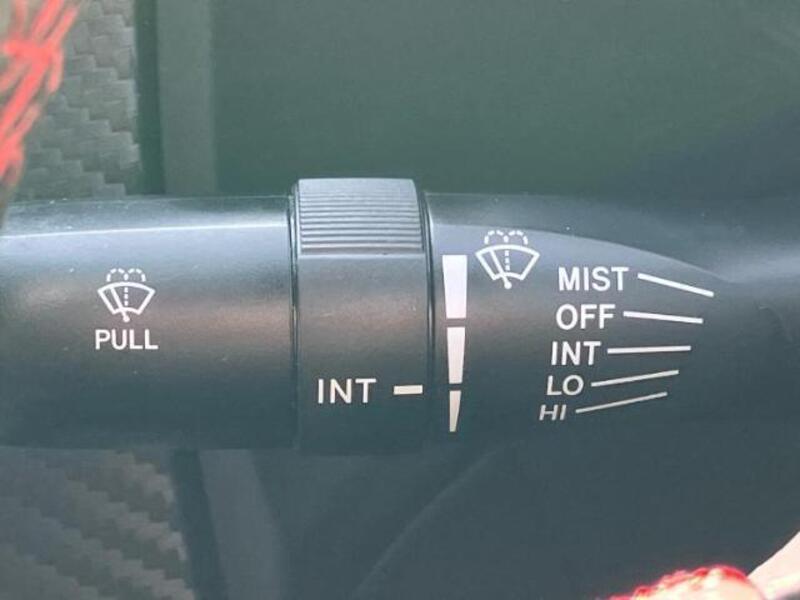 PULL
INT
MIST
OFF
INT
LO
HI